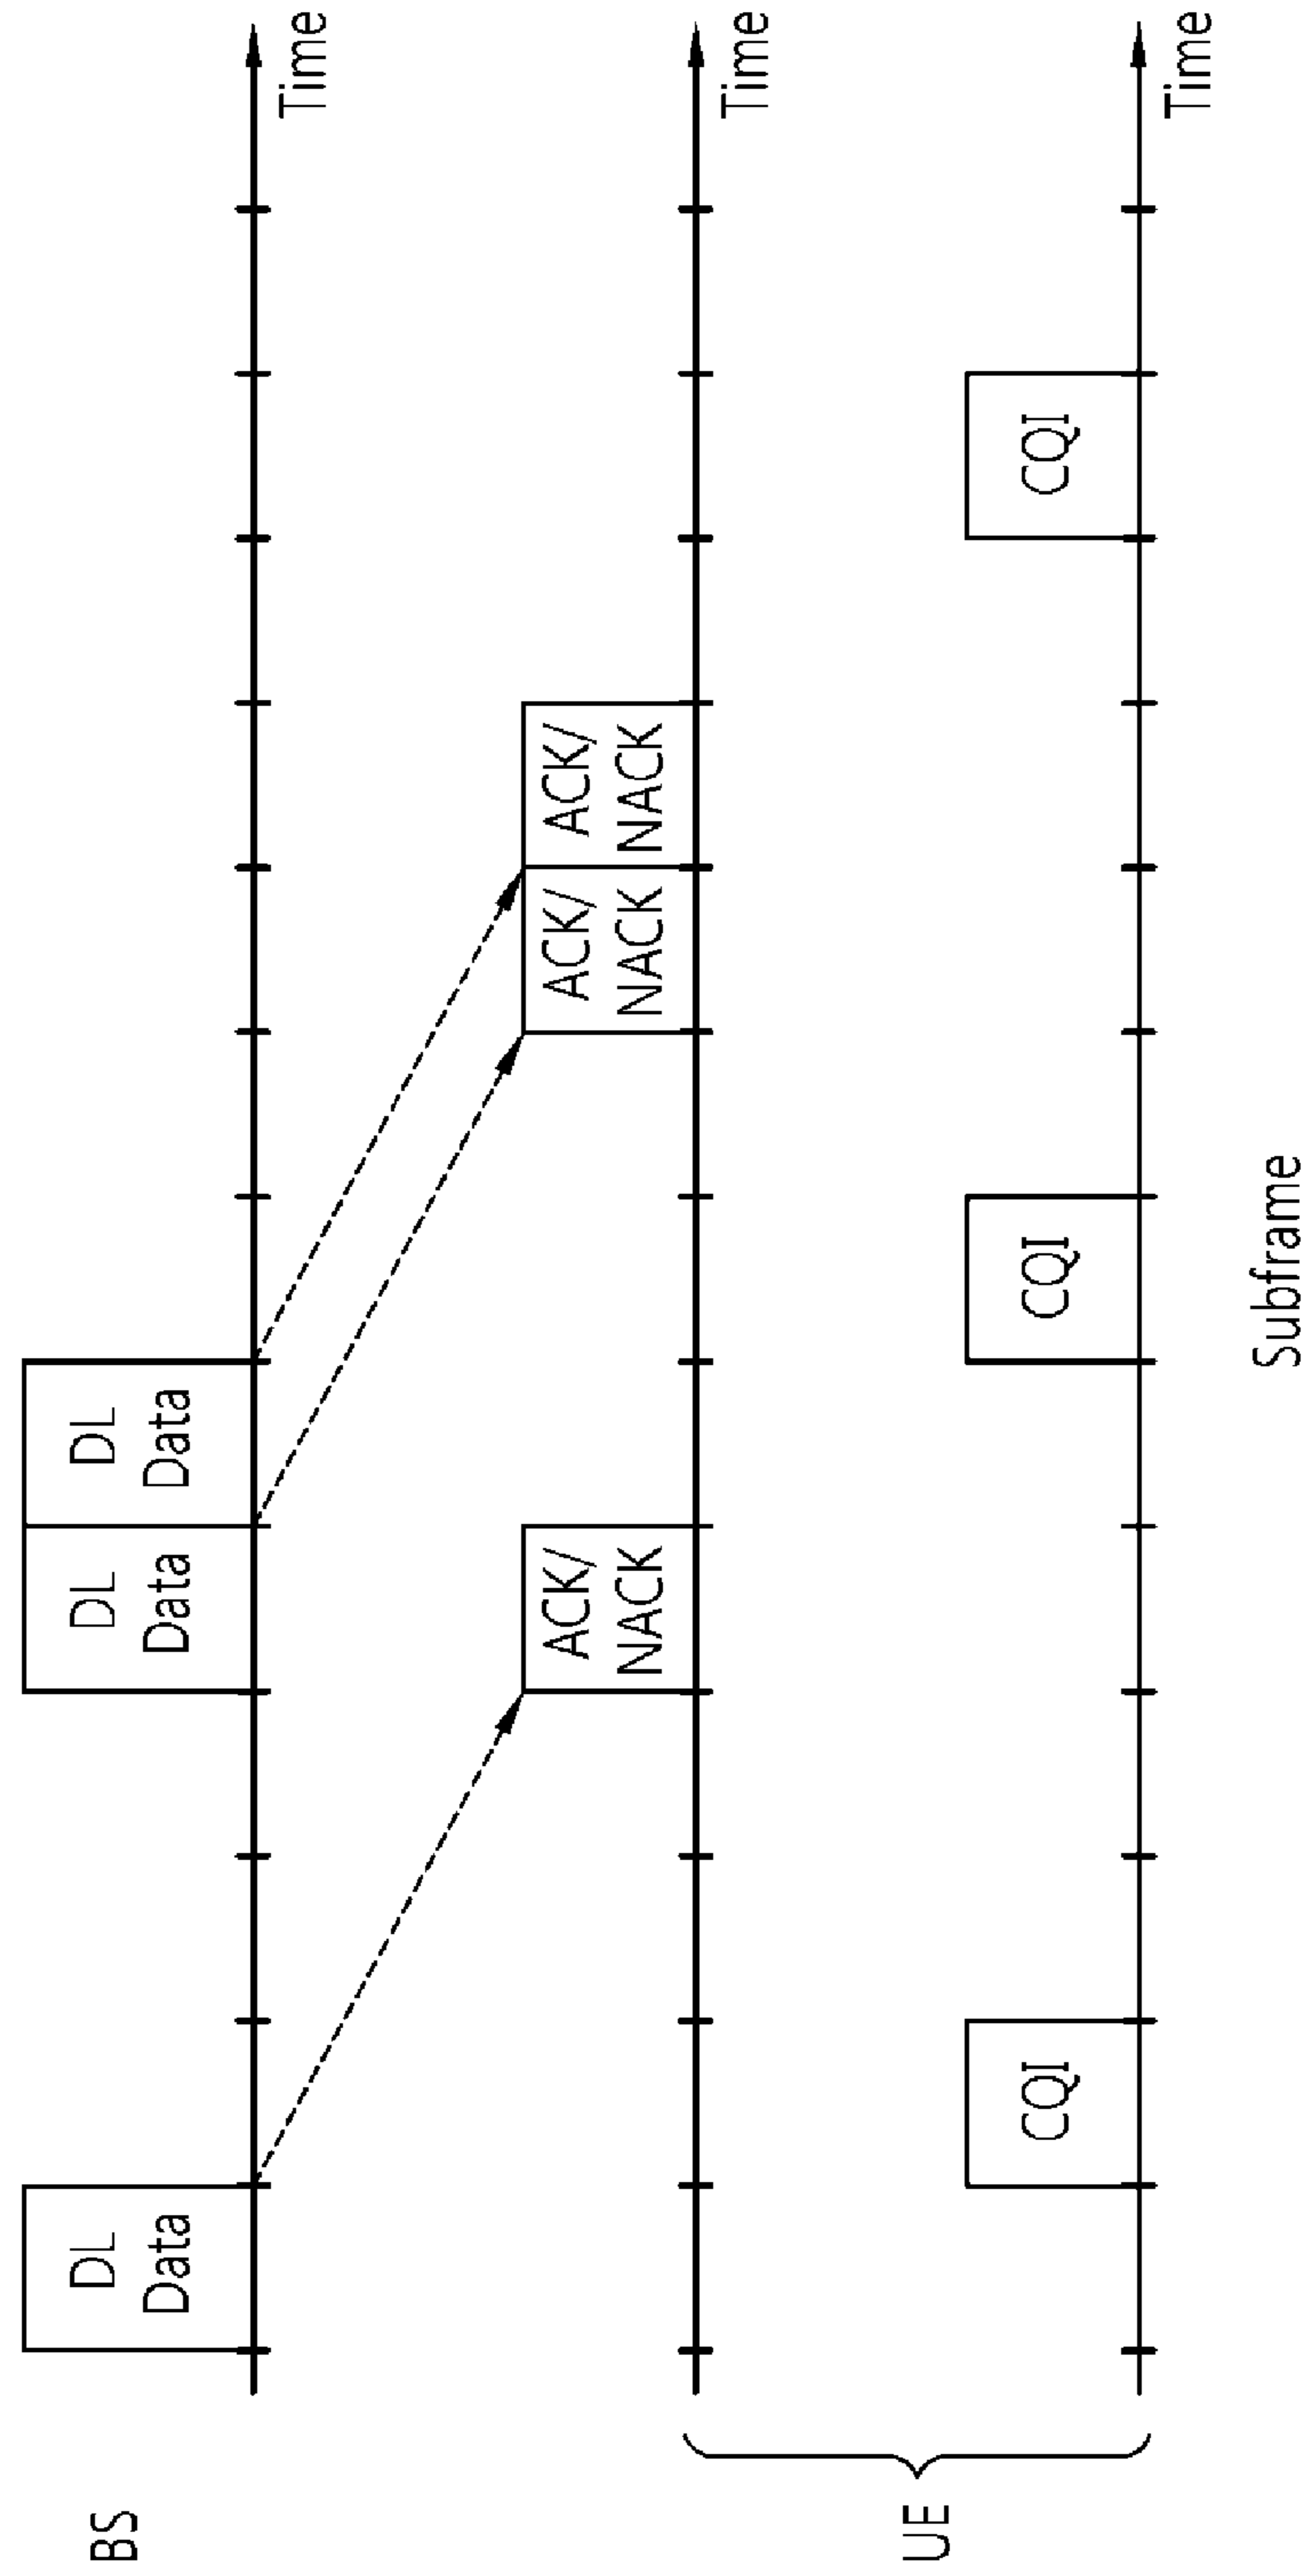 BS
DL
Data
DL
Data
DL
Data
Time
UE
ACK/
NACK
ACK/
NACK
ACK/
NACK
Time
CQI
CQI
CQI
Time
Subframe